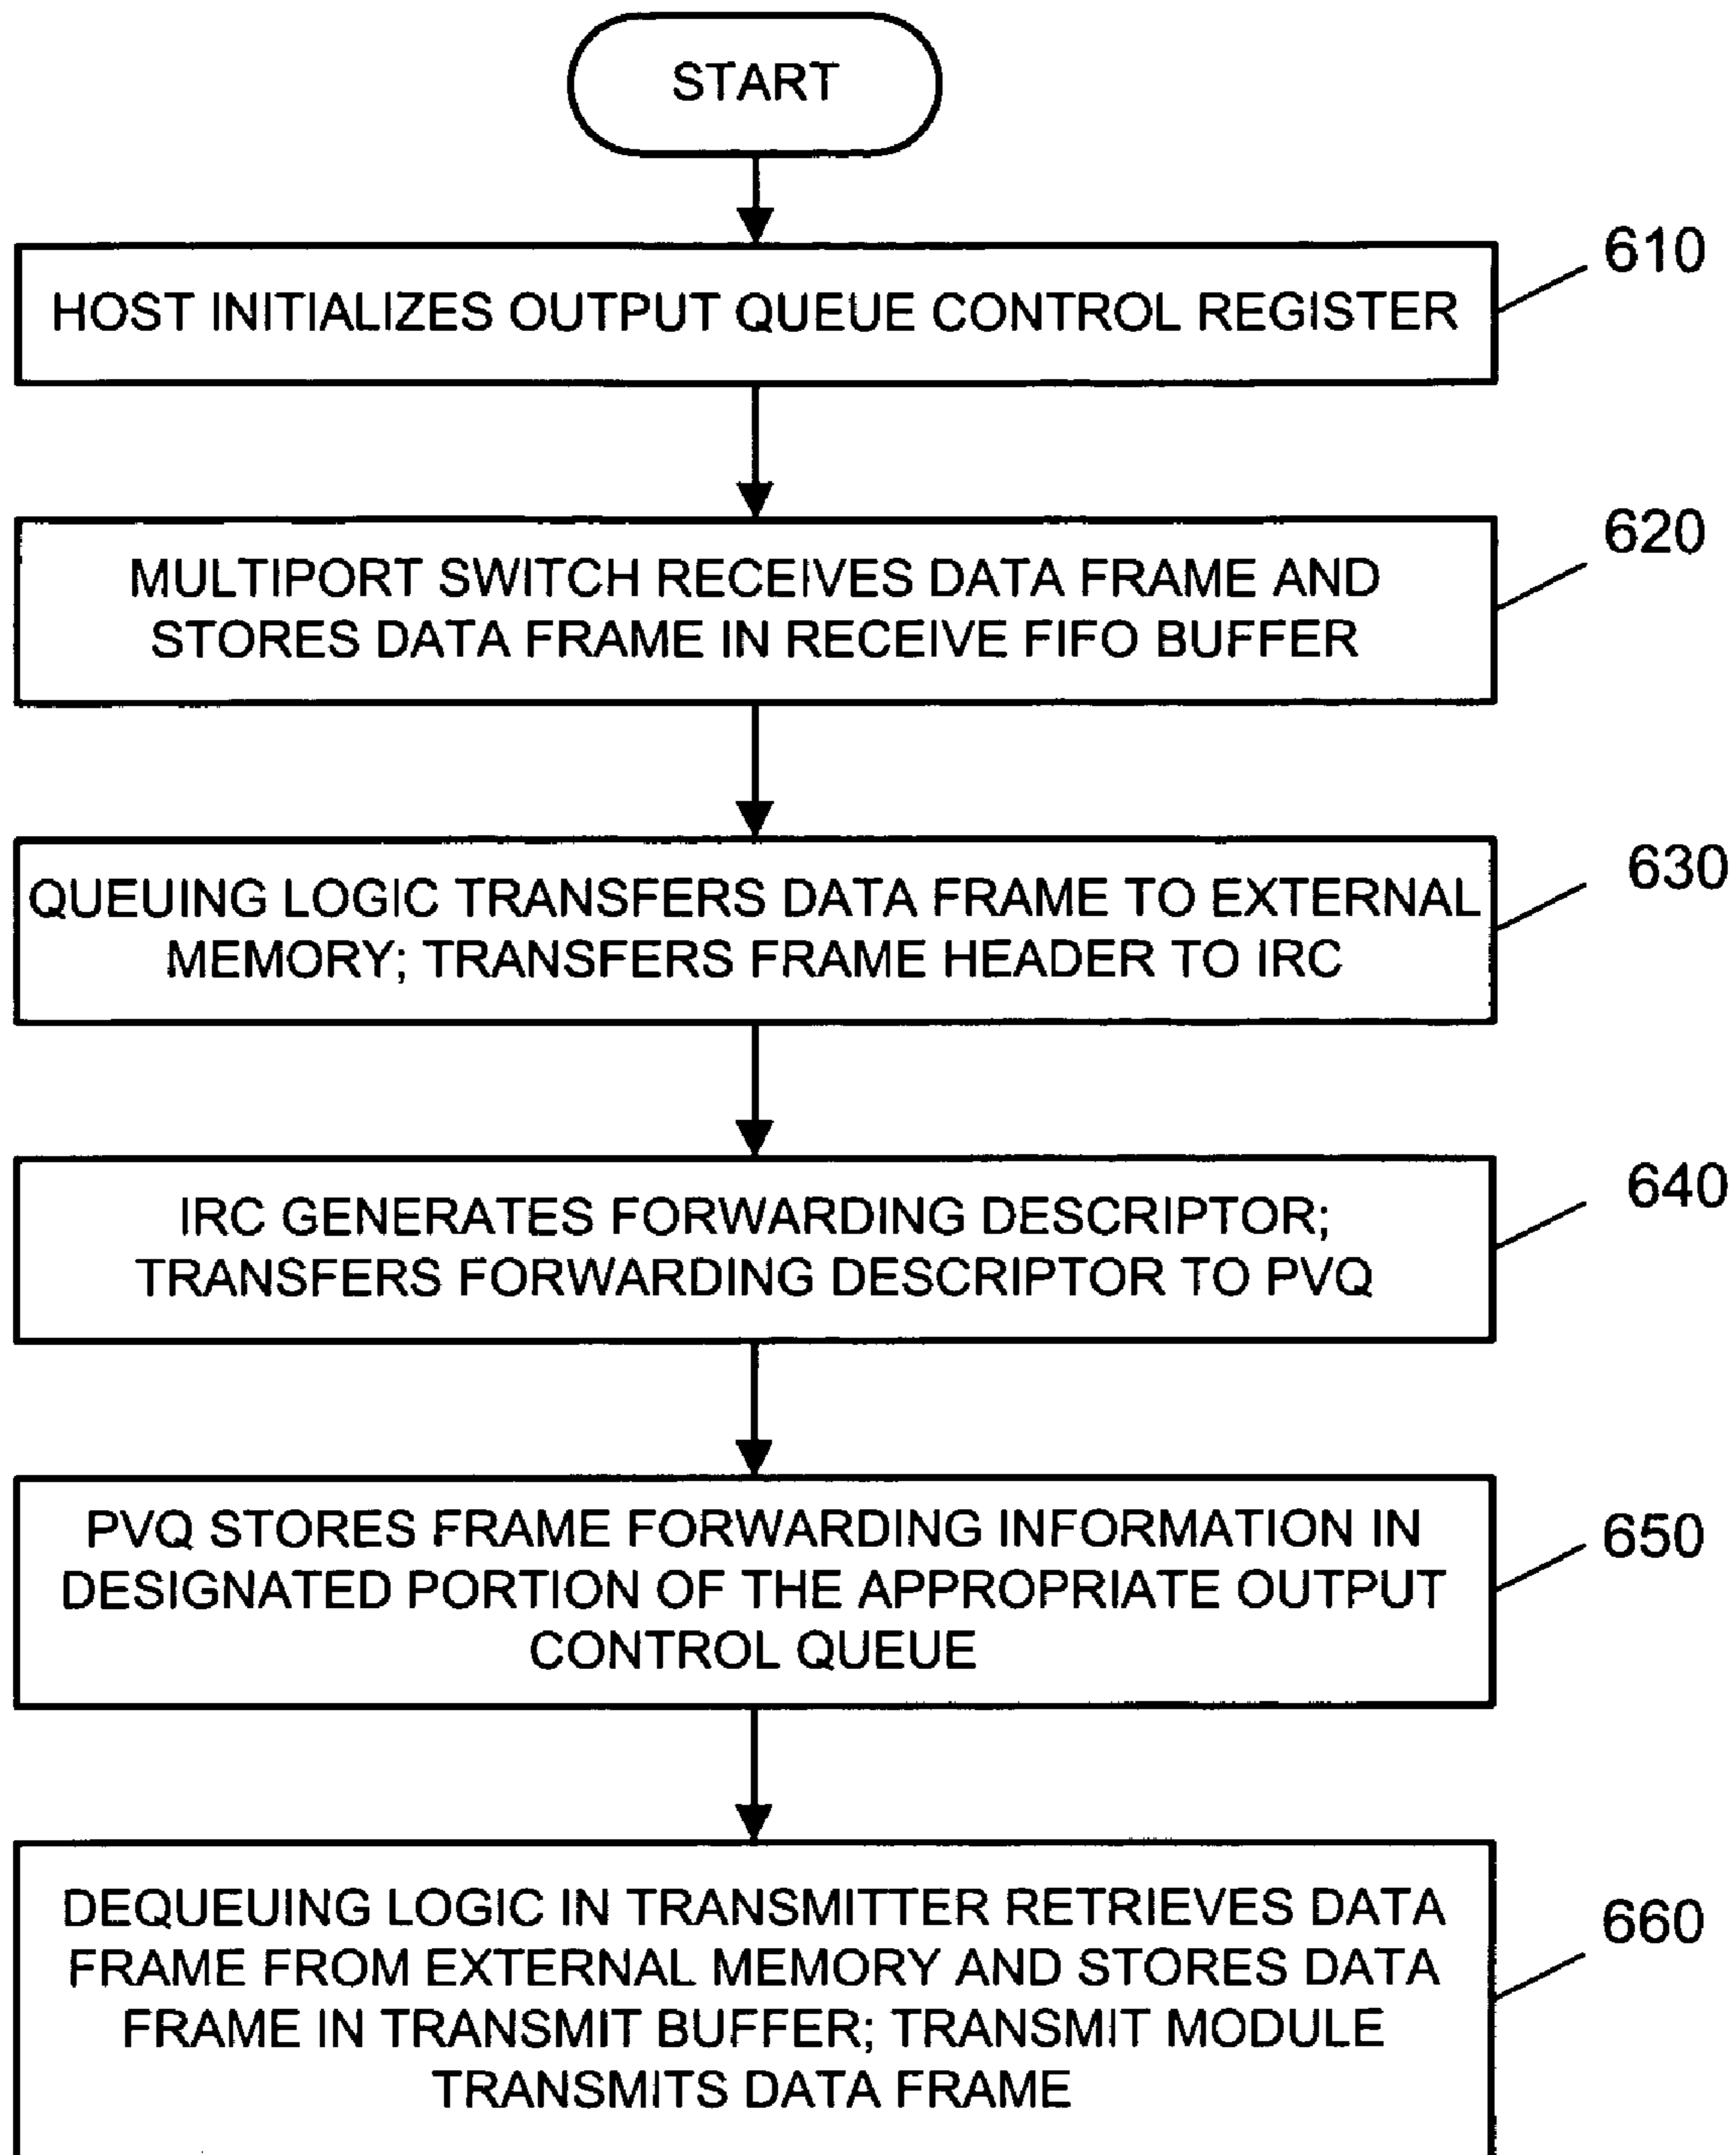 START
HOST INITIALIZES OUTPUT QUEUE CONTROL REGISTER
610
MULTIPORT SWITCH RECEIVES DATA FRAME AND
STORES DATA FRAME IN RECEIVE FIFO BUFFER
620
QUEUING LOGIC TRANSFERS DATA FRAME TO EXTERNAL
MEMORY; TRANSFERS FRAME HEADER TO IRC
630
IRC GENERATES FORWARDING DESCRIPTOR;
TRANSFERS FORWARDING DESCRIPTOR TO PVQ
640
PVQ STORES FRAME FORWARDING INFORMATION IN
DESIGNATED PORTION OF THE APPROPRIATE OUTPUT
CONTROL QUEUE
650
DEQUEUING LOGIC IN TRANSMITTER RETRIEVES DATA
FRAME FROM EXTERNAL MEMORY AND STORES DATA
FRAME IN TRANSMIT BUFFER; TRANSMIT MODULE
TRANSMITS DATA FRAME
660